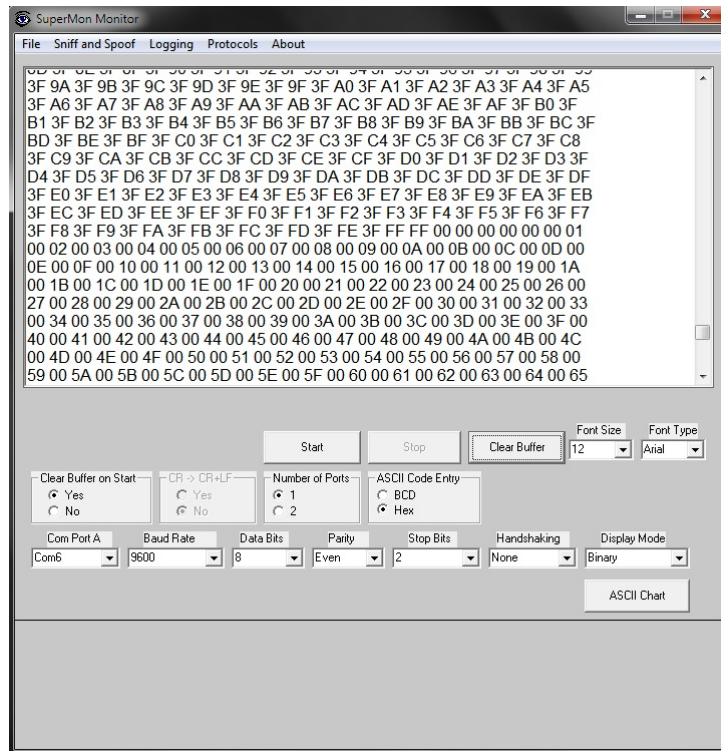 SuperMon Monitor
File Sniff and Spoof Logging Protocols About
3F 9A 3F 9B 3F 9C 3F 9D 3F 9E 3F 9F 3F A0 3F A1 3F A2 3F A3 3F A4 3F A5
3F A6 3F A7 3F A8 3F A9 3F AA 3F AB 3F AC 3F AD 3F AE 3F AF 3F B0 3F
B1 3F B2 3F B3 3F B4 3F B5 3F B6 3F B7 3F B8 3F B9 3F BA 3F BB 3F BC 3F
BD 3F BE 3F BF 3F C0 3F C1 3F C2 3F C3 3F C4 3F C5 3F C6 3F C7 3F C8
3F C9 3F CA 3F CB 3F CC 3F CD 3F CE 3F CF 3F D0 3F D1 3F D2 3F D3 3F
D4 3F D5 3F D6 3F D7 3F D8 3F D9 3F DA 3F DB 3F DC 3F DD 3F DE 3F DF
3F E0 3F E1 3F E2 3F E3 3F E4 3F E5 3F E6 3F E7 3F E8 3F E9 3F EA 3F EB
3F EC 3F ED 3F EE 3F EF 3F F0 3F F1 3F F2 3F F3 3F F4 3F F5 3F F6 3F F7
3F F8 3F F9 3F FA 3F FB 3F FC 3F FD 3F FE 3F FF FF 00 00 00 00 00 01
00 02 00 03 00 04 00 05 00 06 00 07 00 08 00 09 00 0A 00 0B 00 0C 00 0D 00
0E 00 0F 00 10 00 11 00 12 00 13 00 14 00 15 00 16 00 17 00 18 00 19 00 1A
00 1B 00 1C 00 1D 00 1E 00 1F 00 20 00 21 00 22 00 23 00 24 00 25 00 26 00
27 00 28 00 29 00 2A 00 2B 00 2C 00 2D 00 2E 00 2F 00 30 00 31 00 32 00 33
00 34 00 35 00 36 00 37 00 38 00 39 00 3A 00 3B 00 3C 00 3D 00 3E 00 3F 00
40 00 41 00 42 00 43 00 44 00 45 00 46 00 47 00 48 00 49 00 4A 00 4B 00 4C
00 4D 00 4E 00 4F 00 50 00 51 00 52 00 53 00 54 00 55 00 56 00 57 00 58 00
59 00 5A 00 5B 00 5C 00 5D 00 5E 00 5F 00 60 00 61 00 62 00 63 00 64 00 65
Font Size Font Type
Start Stop Clear Buffer 12 Arial
Clear Buffer on Start CR -> CR+LF Number of Ports ASCII Code Entry
Yes Yes 1 BCD
No No 2 Hex
Com Port A Baud Rate Data Bits Parity Stop Bits Handshaking Display Mode
Com6 9600 8 Even 2 None Binary
ASCII Chart